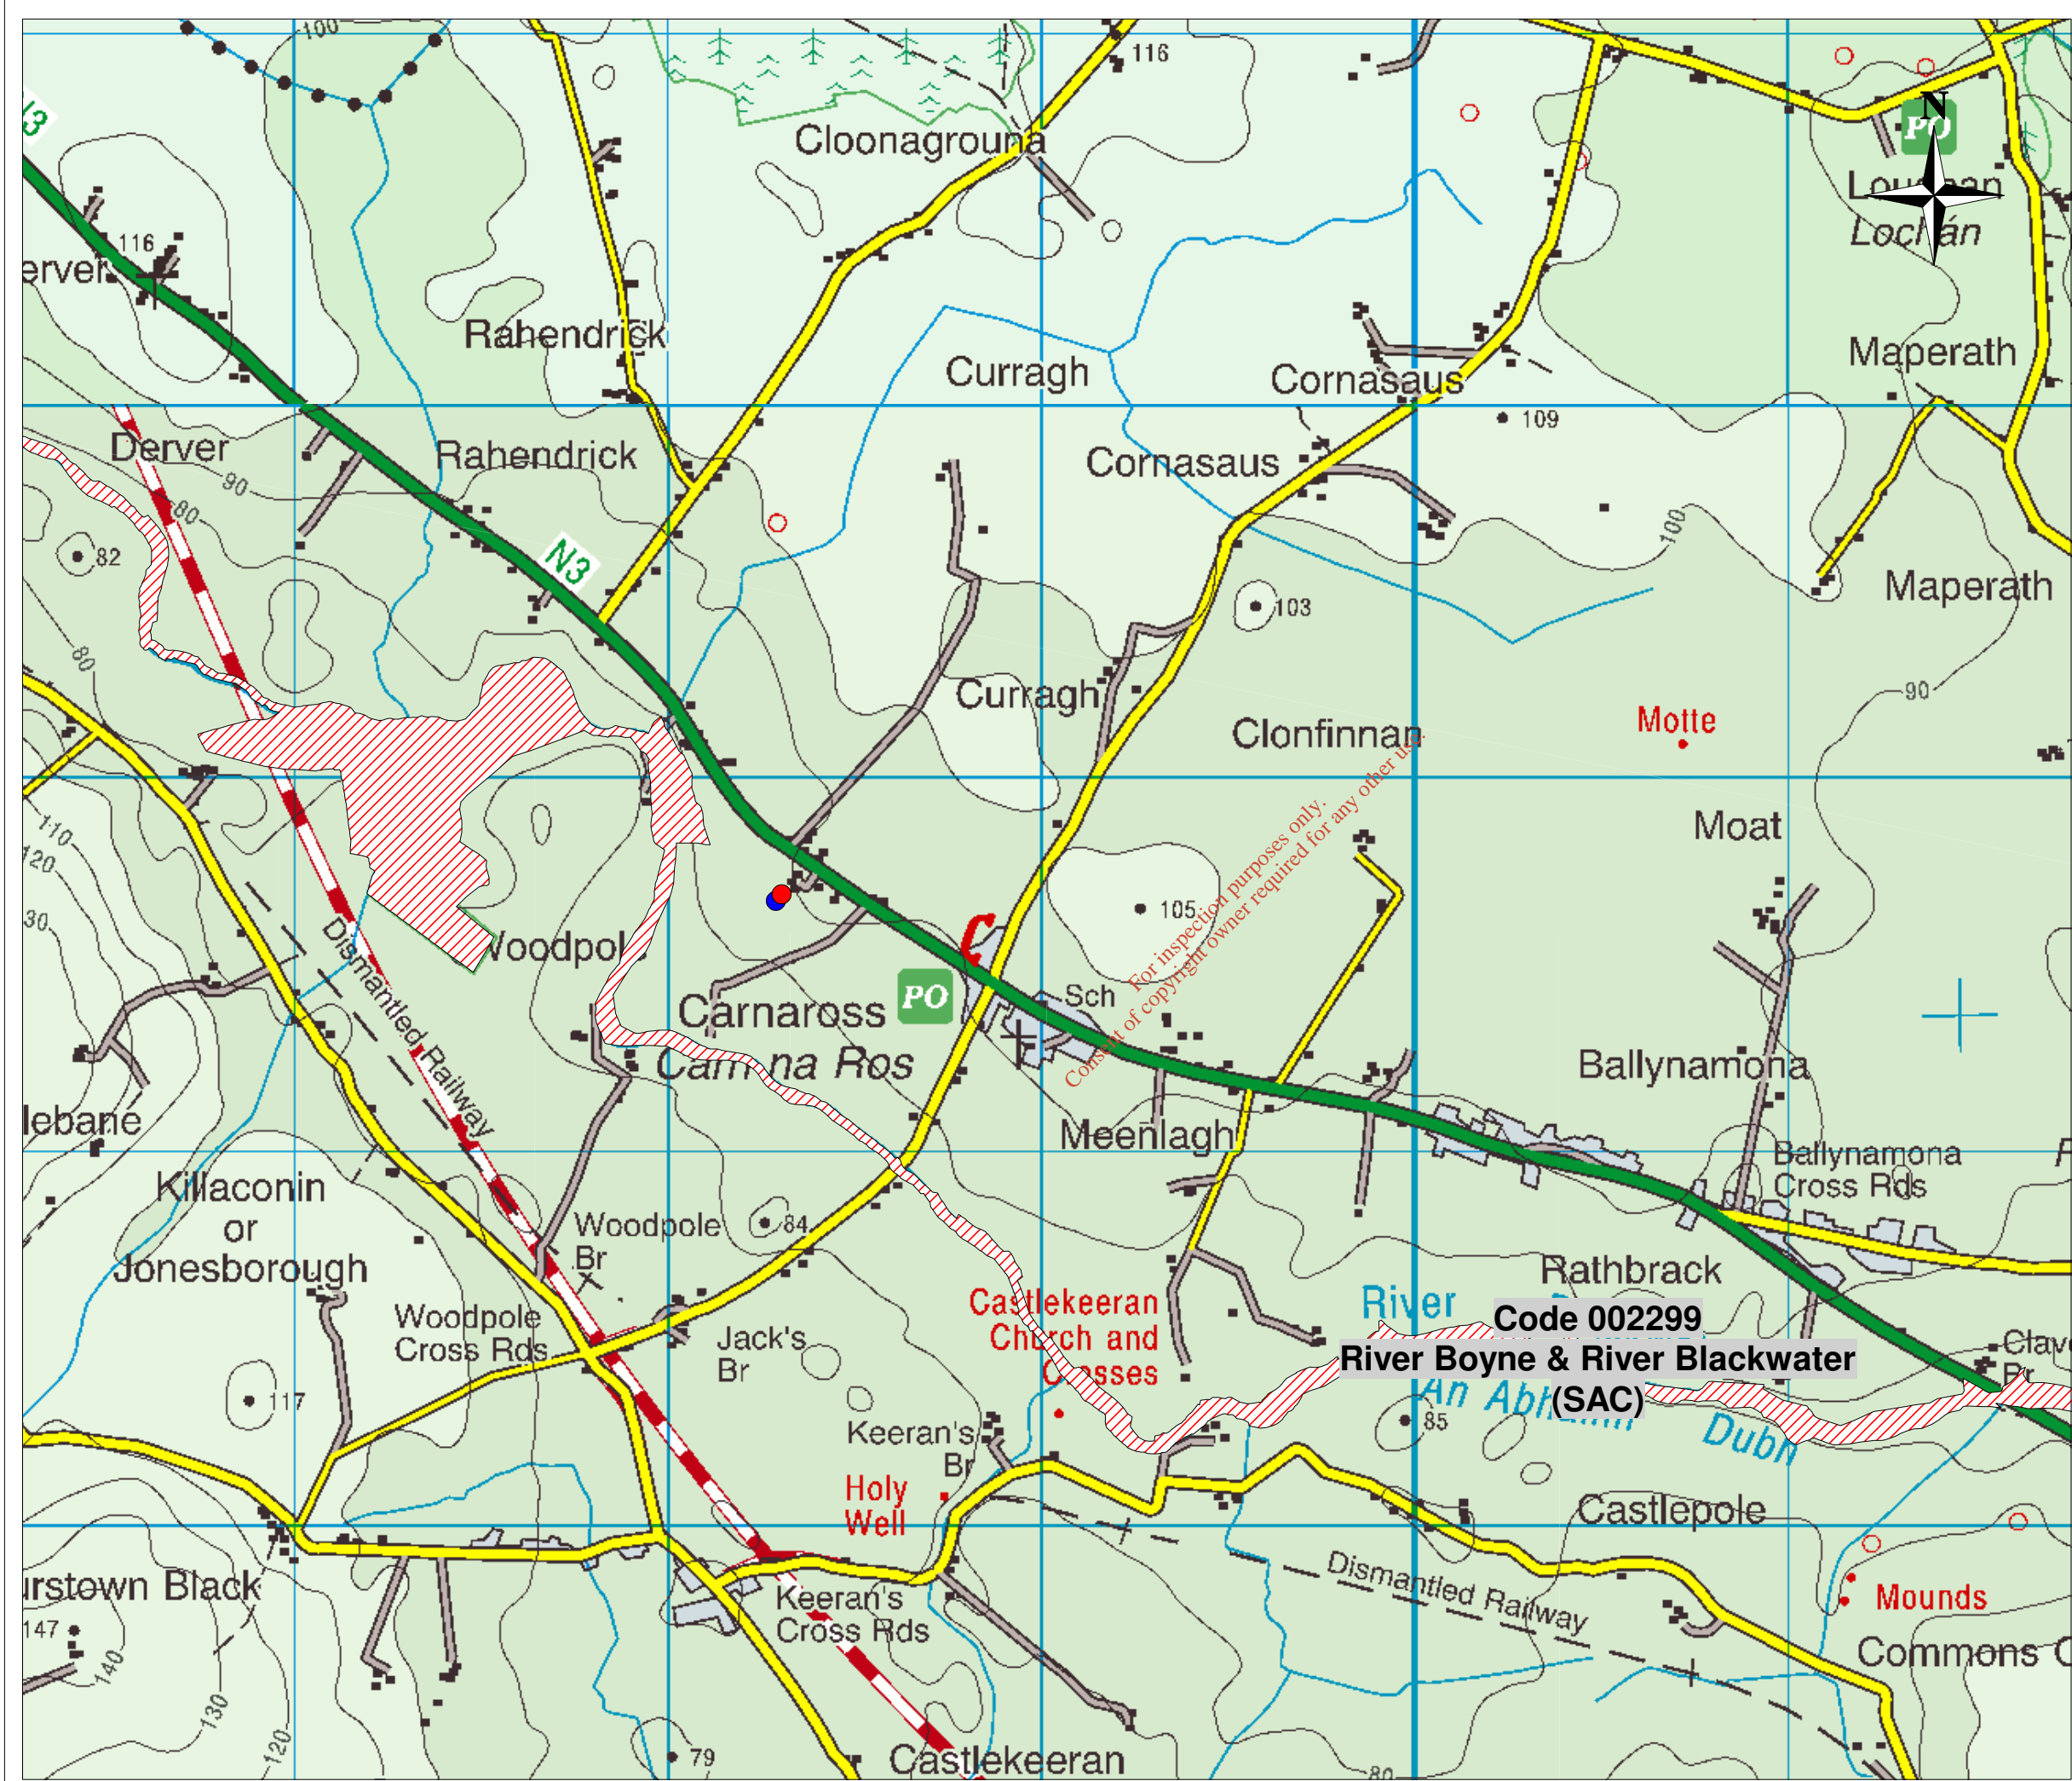 100
116
Cloonagrouna
PO
N
Lochán
116
Rahendrick
Curragh
Cornasaus
Maperath
Derver
Rahendrick
Cornasaus
109
90
80
82
N3
100
103
Maperath
80
Curragh
Clonfinnan
90
Motte
110
120
Moat
105
For inspection purposes only.
Consent of copyright owner required for any other use.
Dismantled Railway
Carnaross
PO
Sch
Carn na Ros
Ballynamona
Meenlagh
Ballynamona
Cross Rds
Killaconin
or
Jonesborough
Woodpole
Br
84
Rathbrack
Woodpole
Cross Rds
Jack's
Br
Castlekeeran
Church and
Crosses
River
Code 002299
River Boyne & River Blackwater
(SAC)
117
85
Dubh
Keeran's
Br
Holy
Well
Castlepole
Dismantled Railway
Mounds
Keeran's
Cross Rds
147
140
130
120
Commons
79
Castlekeeran
80